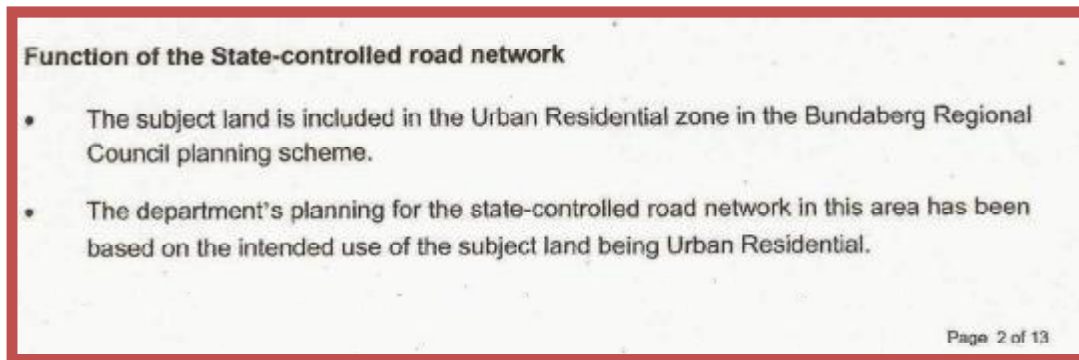 Function of the State-controlled road network
• The subject land is included in the Urban Residential zone in the Bundaberg Regional
Council planning scheme.
• The department's planning for the state-controlled road network in this area has been
based on the intended use of the subject land being Urban Residential.
Page 2 of 13